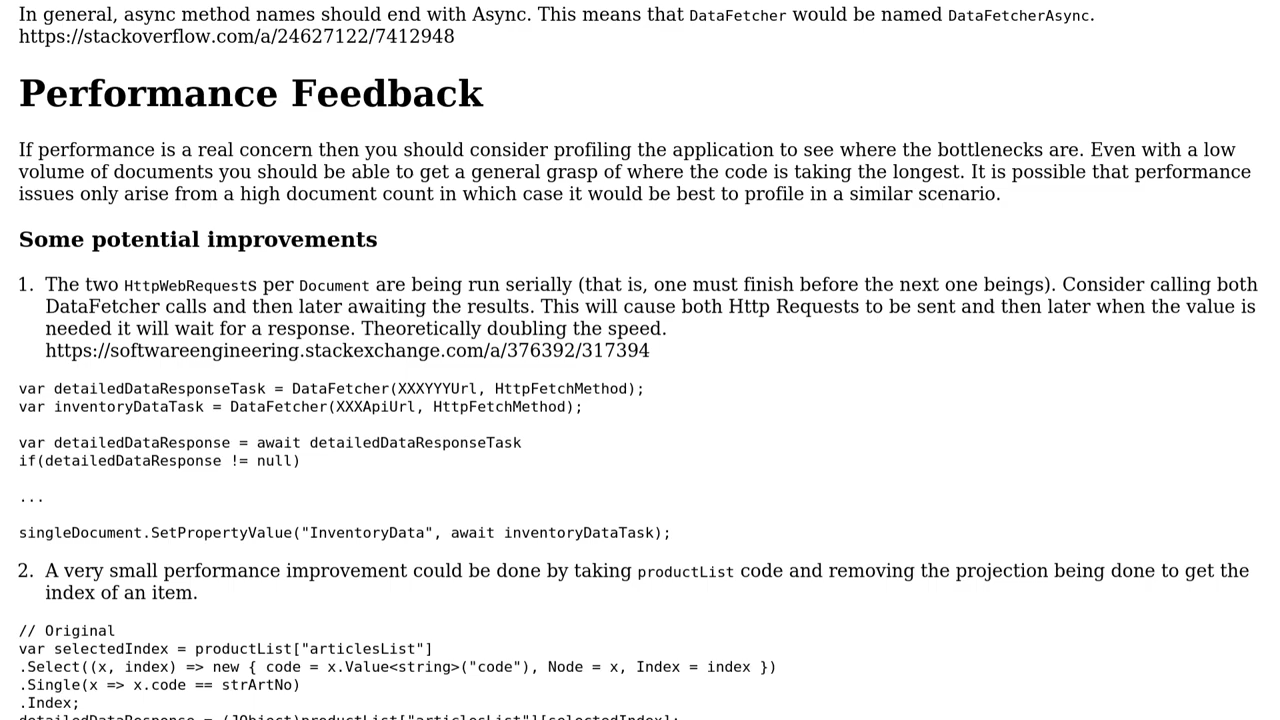 In general, async method names should end with Async. This means that DataFetcher would be named DataFetcherAsync.
https://stackoverflow.com/a/24627122/7412948
Performance Feedback
If performance is a real concern then you should consider profiling the application to see where the bottlenecks are. Even with a low
volume of documents you should be able to get a general grasp of where the code is taking the longest. It is possible that performance
issues only arise from a high document count in which case it would be best to profile in a similar scenario.
Some potential improvements
1. The two HttpWebRequests per Document are being run serially (that is, one must finish before the next one beings). Consider calling both
DataFetcher calls and then later awaiting the results. This will cause both Http Requests to be sent and then later when the value is
needed it will wait for a response. Theoretically doubling the speed.
https://softwareengineering.stackexchange.com/a/376392/317394
var detailedDataResponseTask = DataFetcher(XXXYYYUrl, HttpFetchMethod);
var inventoryDataTask = DataFetcher(XXXApiUrl, HttpFetchMethod);
var detailedDataResponse = await detailedDataResponseTask
if(detailedDataResponse != null)
...
singleDocument.SetPropertyValue("InventoryData", await inventoryDataTask);
2. A very small performance improvement could be done by taking productList code and removing the projection being done to get the
index of an item.
// Original
var selectedIndex = productList["articlesList"]
.Select((x, index) => new { code = x.Value<string>("code"), Node = x, Index = index })
.Single(x => x.code == strArtNo)
.Index;
detailedDataResponse = (JObject)productList["articlesList"][selectedIndex];